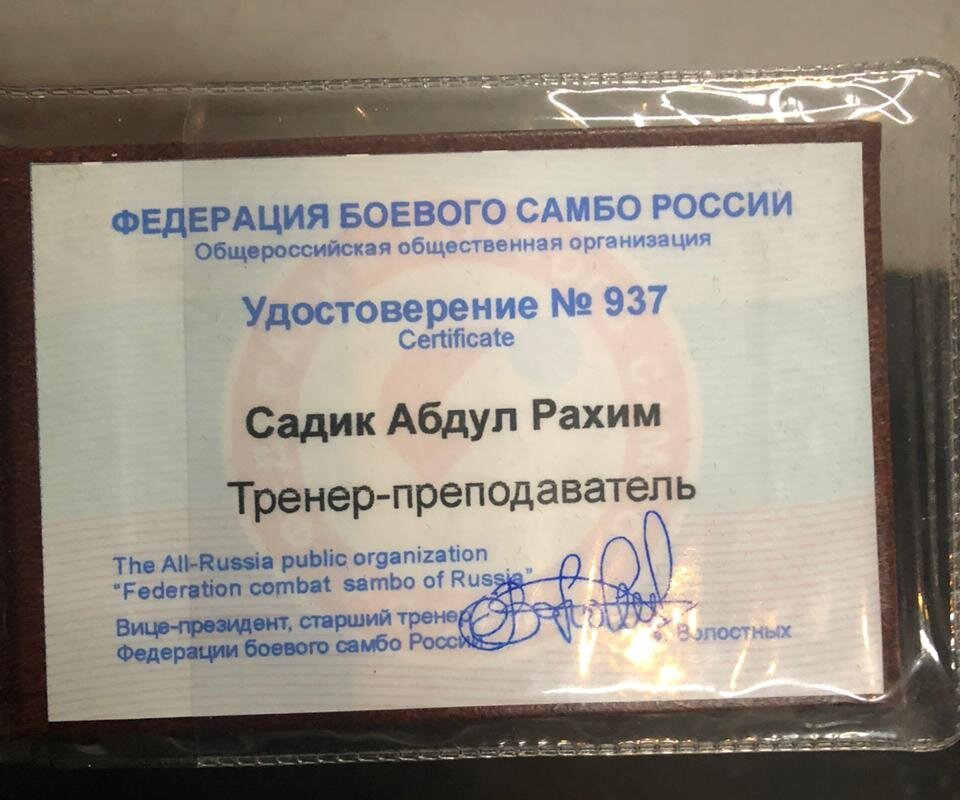 ФЕДЕРАЦИЯ БОЕВОГО САМБО РОССИИ
Общероссийская общественная организация
Удостоверение № 937
Certificate
Садик Абдул Рахим
Тренер-преподаватель
The All-Russia public organization
"Federation combat sambo of Russia"
Вице-президент, старший тренер
Федерации боевого самбо России
Волостных